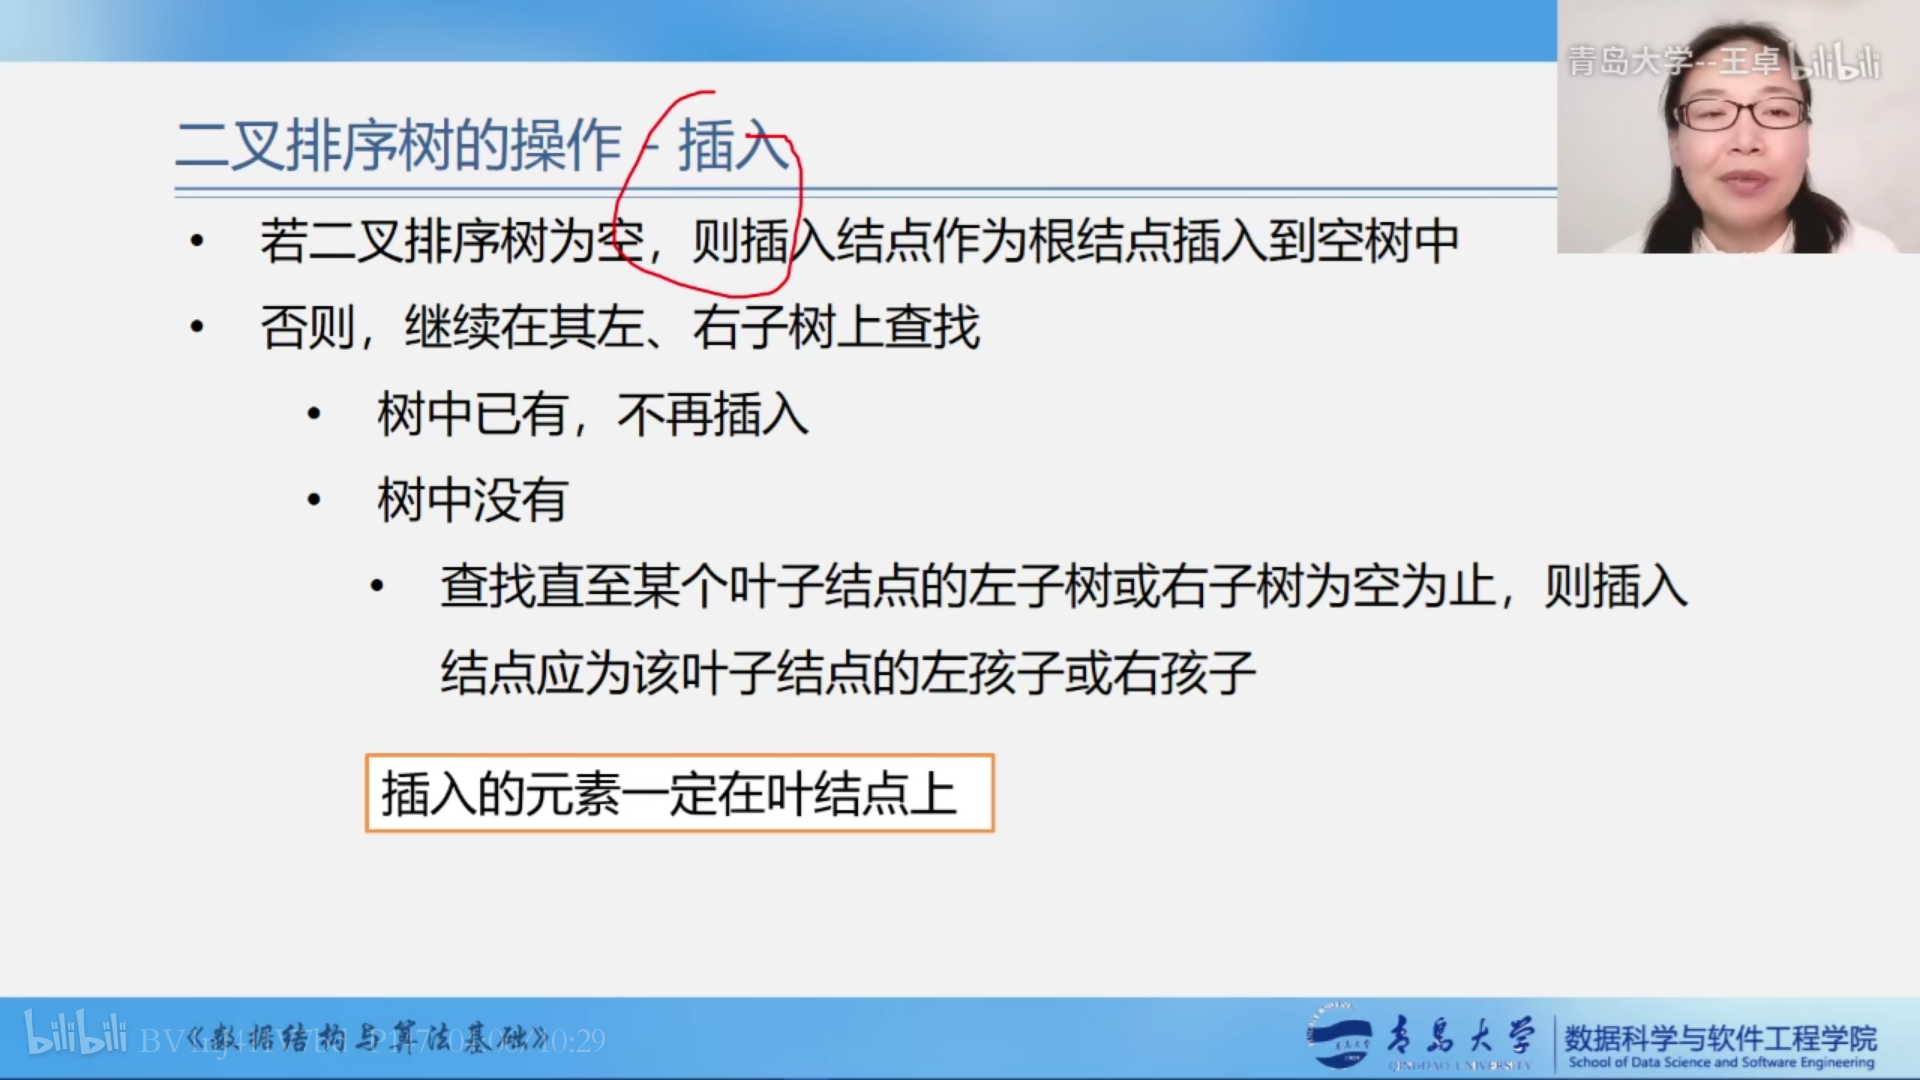 青岛大学--王卓 bilibili
二叉排序树的操作 - 插入
• 若二叉排序树为空，则插入结点作为根结点插入到空树中
• 否则，继续在其左、右子树上查找
• 树中已有，不再插入
• 树中没有
• 查找直至某个叶子结点的左子树或右子树为空为止，则插入
结点应为该叶子结点的左孩子或右孩子
插入的元素一定在叶结点上
bilibili
《数据结构与算法基础》
10:29
青岛大学
QINGDAO UNIVERSITY
数据科学与软件工程学院
School of Data Science and Software Engineering